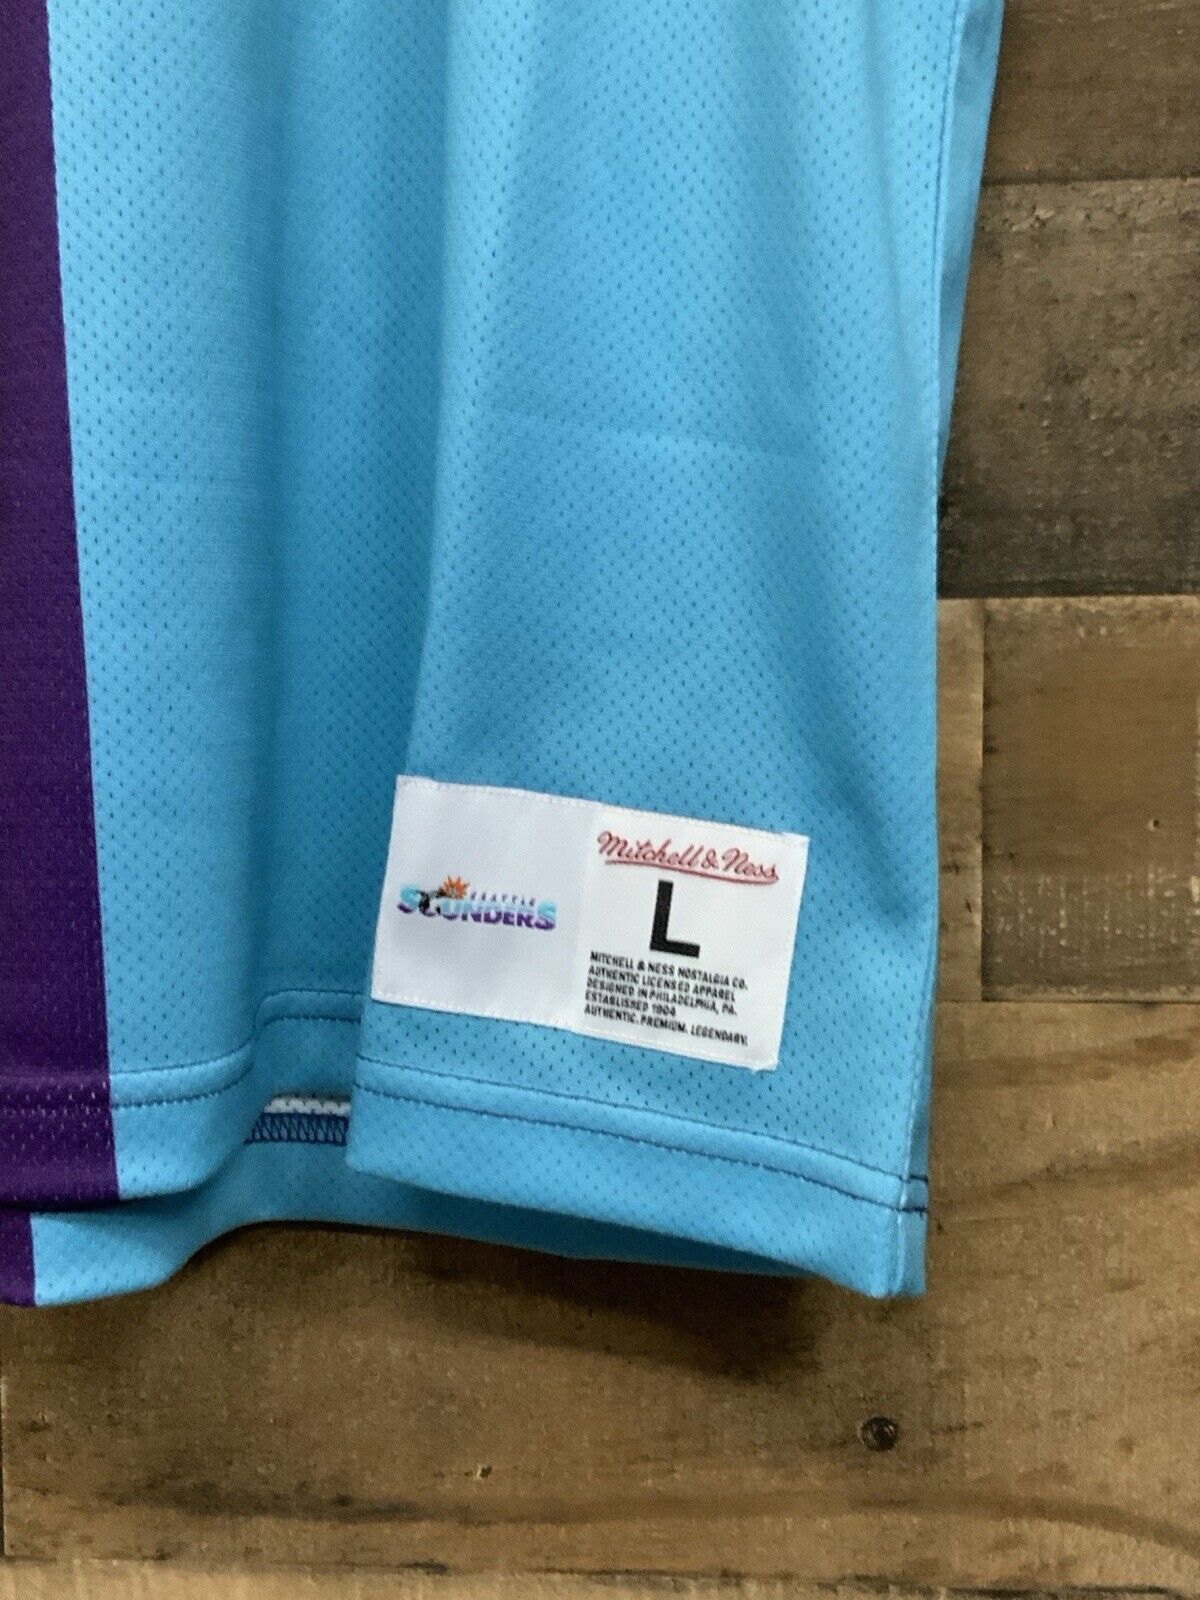 SEATTLE
SOUNDERS
Mitchell & Ness
L
MITCHELL & NESS NOSTALGIA CO.
AUTHENTIC LICENSED APPAREL
DESIGNED IN PHILADELPHIA, PA.
ESTABLISHED 1904
AUTHENTIC. PREMIUM. LEGENDARY.